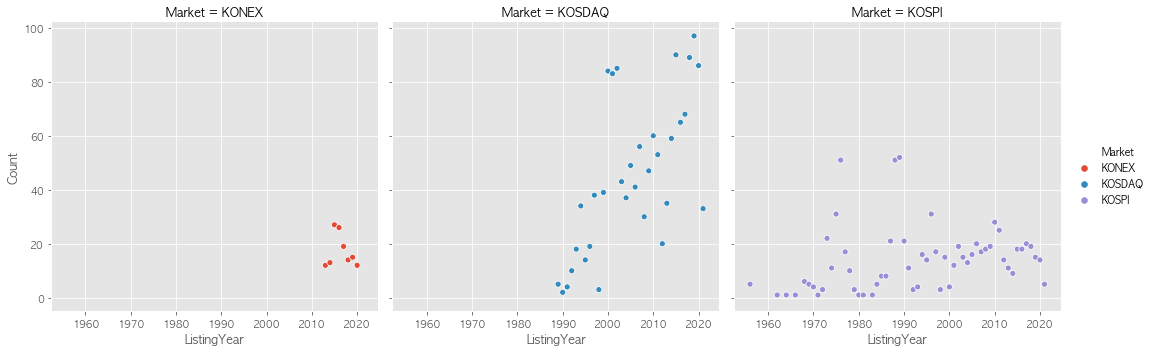 Market = KONEX
Market = KOSDAQ
Market = KOSPI
100
80
60
40
20
0
Count
1960 1970 1980 1990 2000 2010 2020
1960 1970 1980 1990 2000 2010 2020
1960 1970 1980 1990 2000 2010 2020
ListingYear
ListingYear
ListingYear
Market
KONEX
KOSDAQ
KOSPI